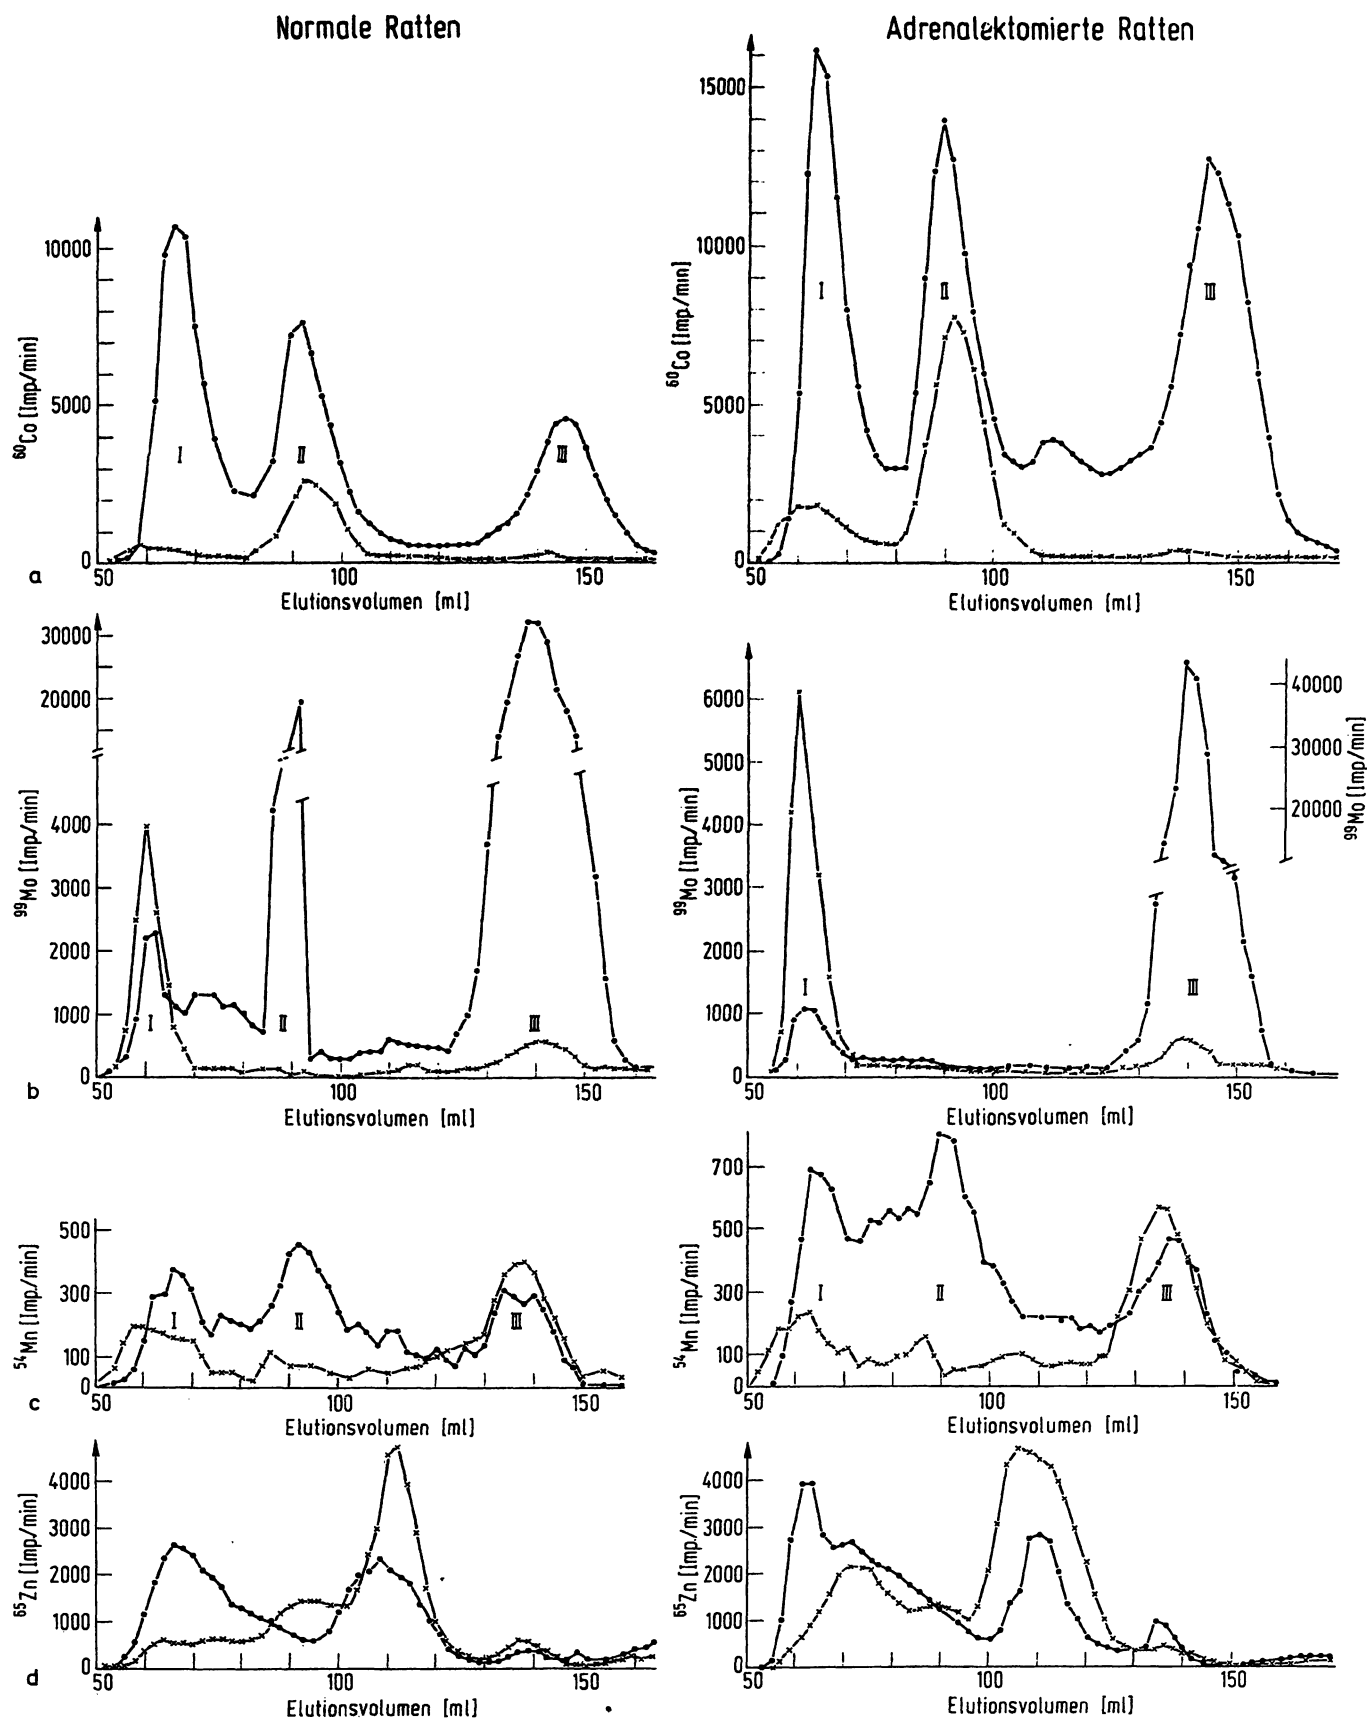 Normale Ratten
Adrenalektomierte Ratten
10000
5000
0
⁶⁰Co [Imp/min]
I
II
III
50
100
150
Elutionsvolumen [ml]
a
15000
10000
5000
0
⁶⁰Co [Imp/min]
I
II
III
50
100
150
Elutionsvolumen [ml]
30000
20000
4000
3000
2000
1000
0
⁹⁹Mo [Imp/min]
I
II
III
50
100
150
Elutionsvolumen [ml]
b
6000
5000
4000
3000
2000
1000
0
⁹⁹Mo [Imp/min]
I
III
40000
30000
20000
⁹⁹Mo [Imp/min]
50
100
150
Elutionsvolumen [ml]
500
300
100
0
⁵⁴Mn [Imp/min]
I
II
III
50
100
150
Elutionsvolumen [ml]
c
700
500
300
100
0
⁵⁴Mn [Imp/min]
I
II
III
50
100
150
Elutionsvolumen [ml]
4000
3000
2000
1000
0
⁶⁵Zn [Imp/min]
50
100
150
Elutionsvolumen [ml]
d
4000
3000
2000
1000
0
⁶⁵Zn [Imp/min]
50
100
150
Elutionsvolumen [ml]